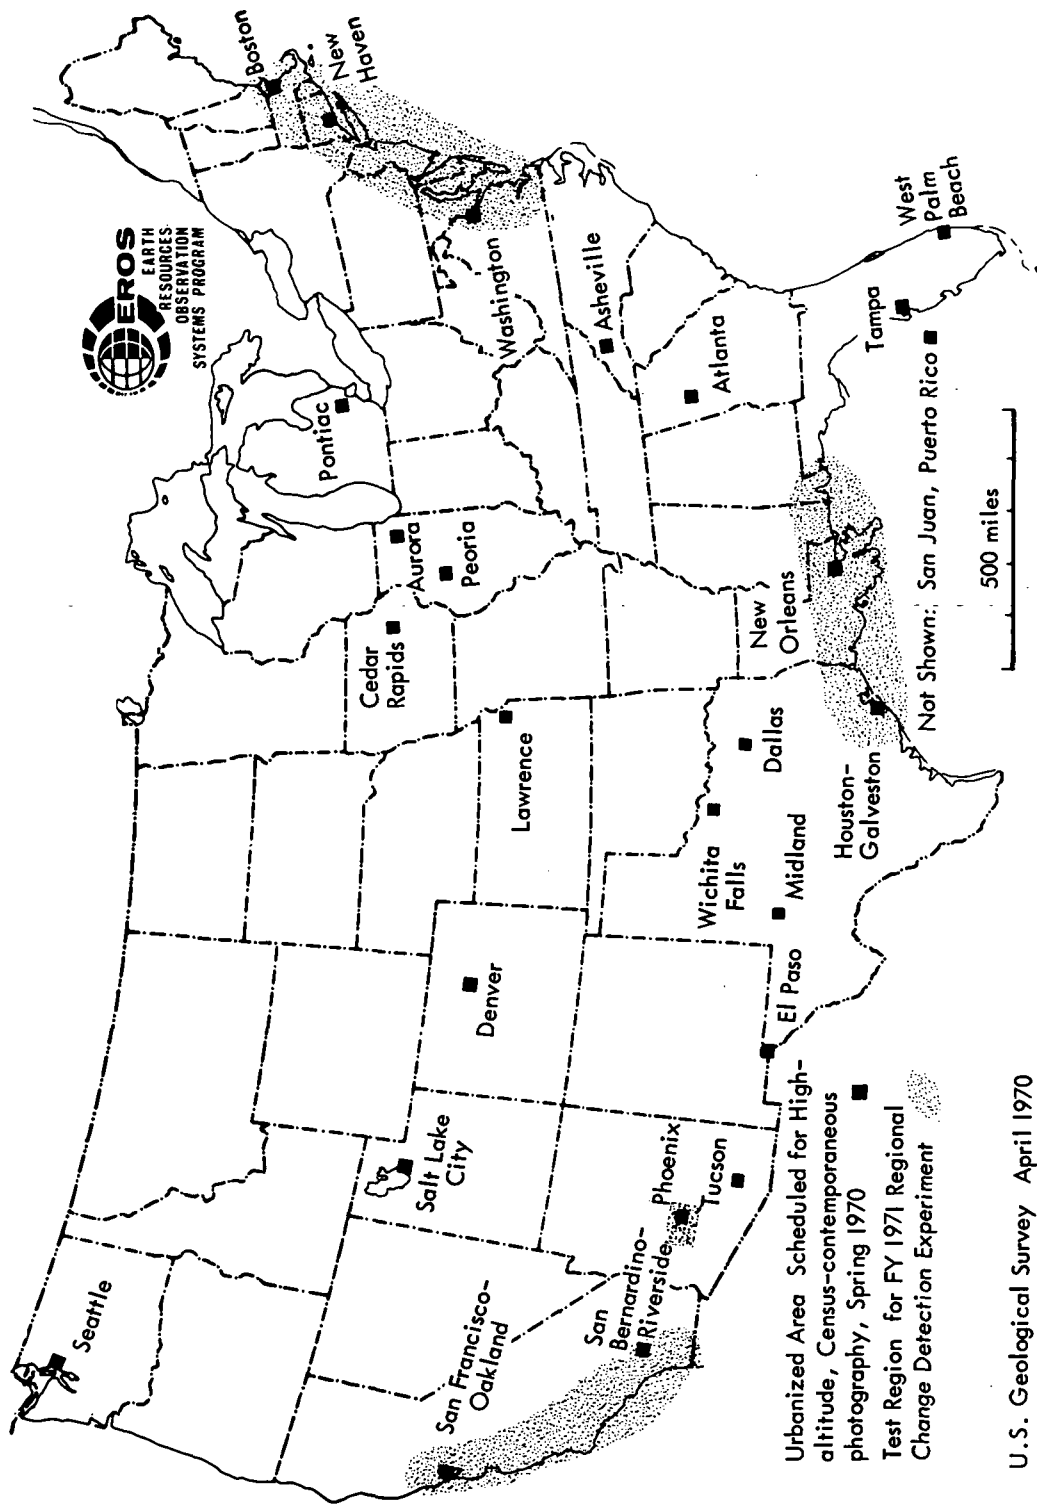 EROS
EARTH
RESOURCES
OBSERVATION
SYSTEMS PROGRAM
Seattle
San Francisco-
Oakland
San
Bernardino-
Riverside
Phoenix
Tucson
Salt Lake
City
Denver
El Paso
Midland
Wichita
Falls
Dallas
Houston-
Galveston
Lawrence
Cedar
Rapids
New
Orleans
Aurora
Peoria
Pontiac
Washington
Asheville
Atlanta
Tampa
West
Palm
Beach
Boston
New
Haven
Urbanized Area Scheduled for High-
altitude, Census-contemporaneous
photography, Spring 1970
Test Region for FY 1971 Regional
Change Detection Experiment
Not Shown: San Juan, Puerto Rico
500 miles
U.S. Geological Survey April 1970